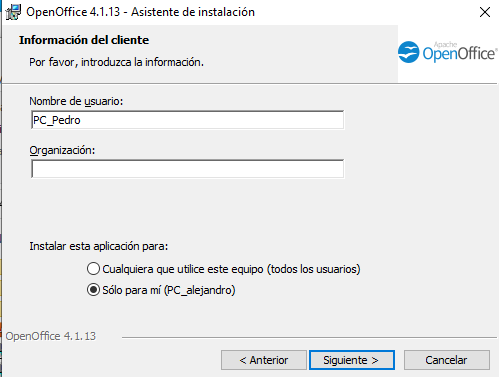 OpenOffice 4.1.13 - Asistente de instalación
Información del cliente
Por favor, introduzca la información.
Apache
OpenOffice
Nombre de usuario:
PC_Pedro
Organización:
Instalar esta aplicación para:
Cualquiera que utilice este equipo (todos los usuarios)
Sólo para mí (PC_alejandro)
OpenOffice 4.1.13
< Anterior
Siguiente >
Cancelar